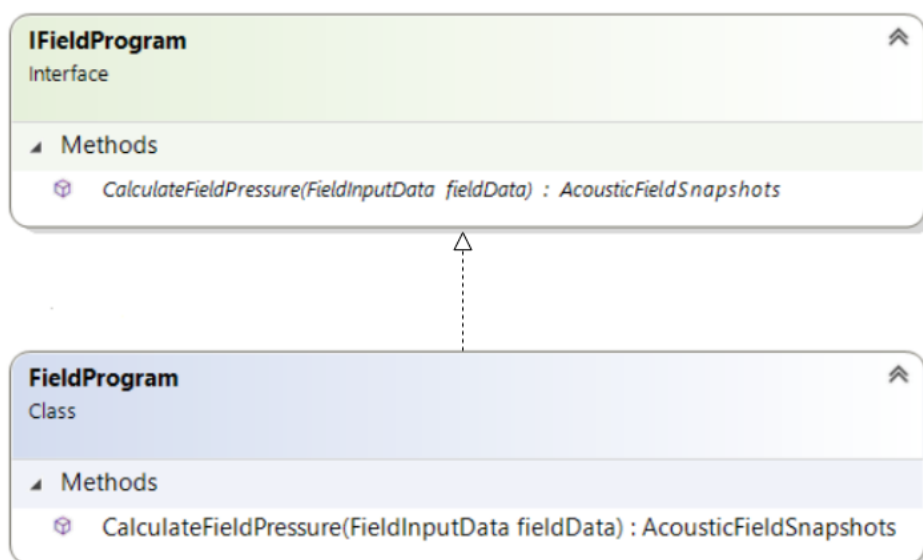 IFieldProgram
Interface
Methods
CalculateFieldPressure(FieldInputData fieldData) : AcousticFieldSnapshots
FieldProgram
Class
Methods
CalculateFieldPressure(FieldInputData fieldData) : AcousticFieldSnapshots